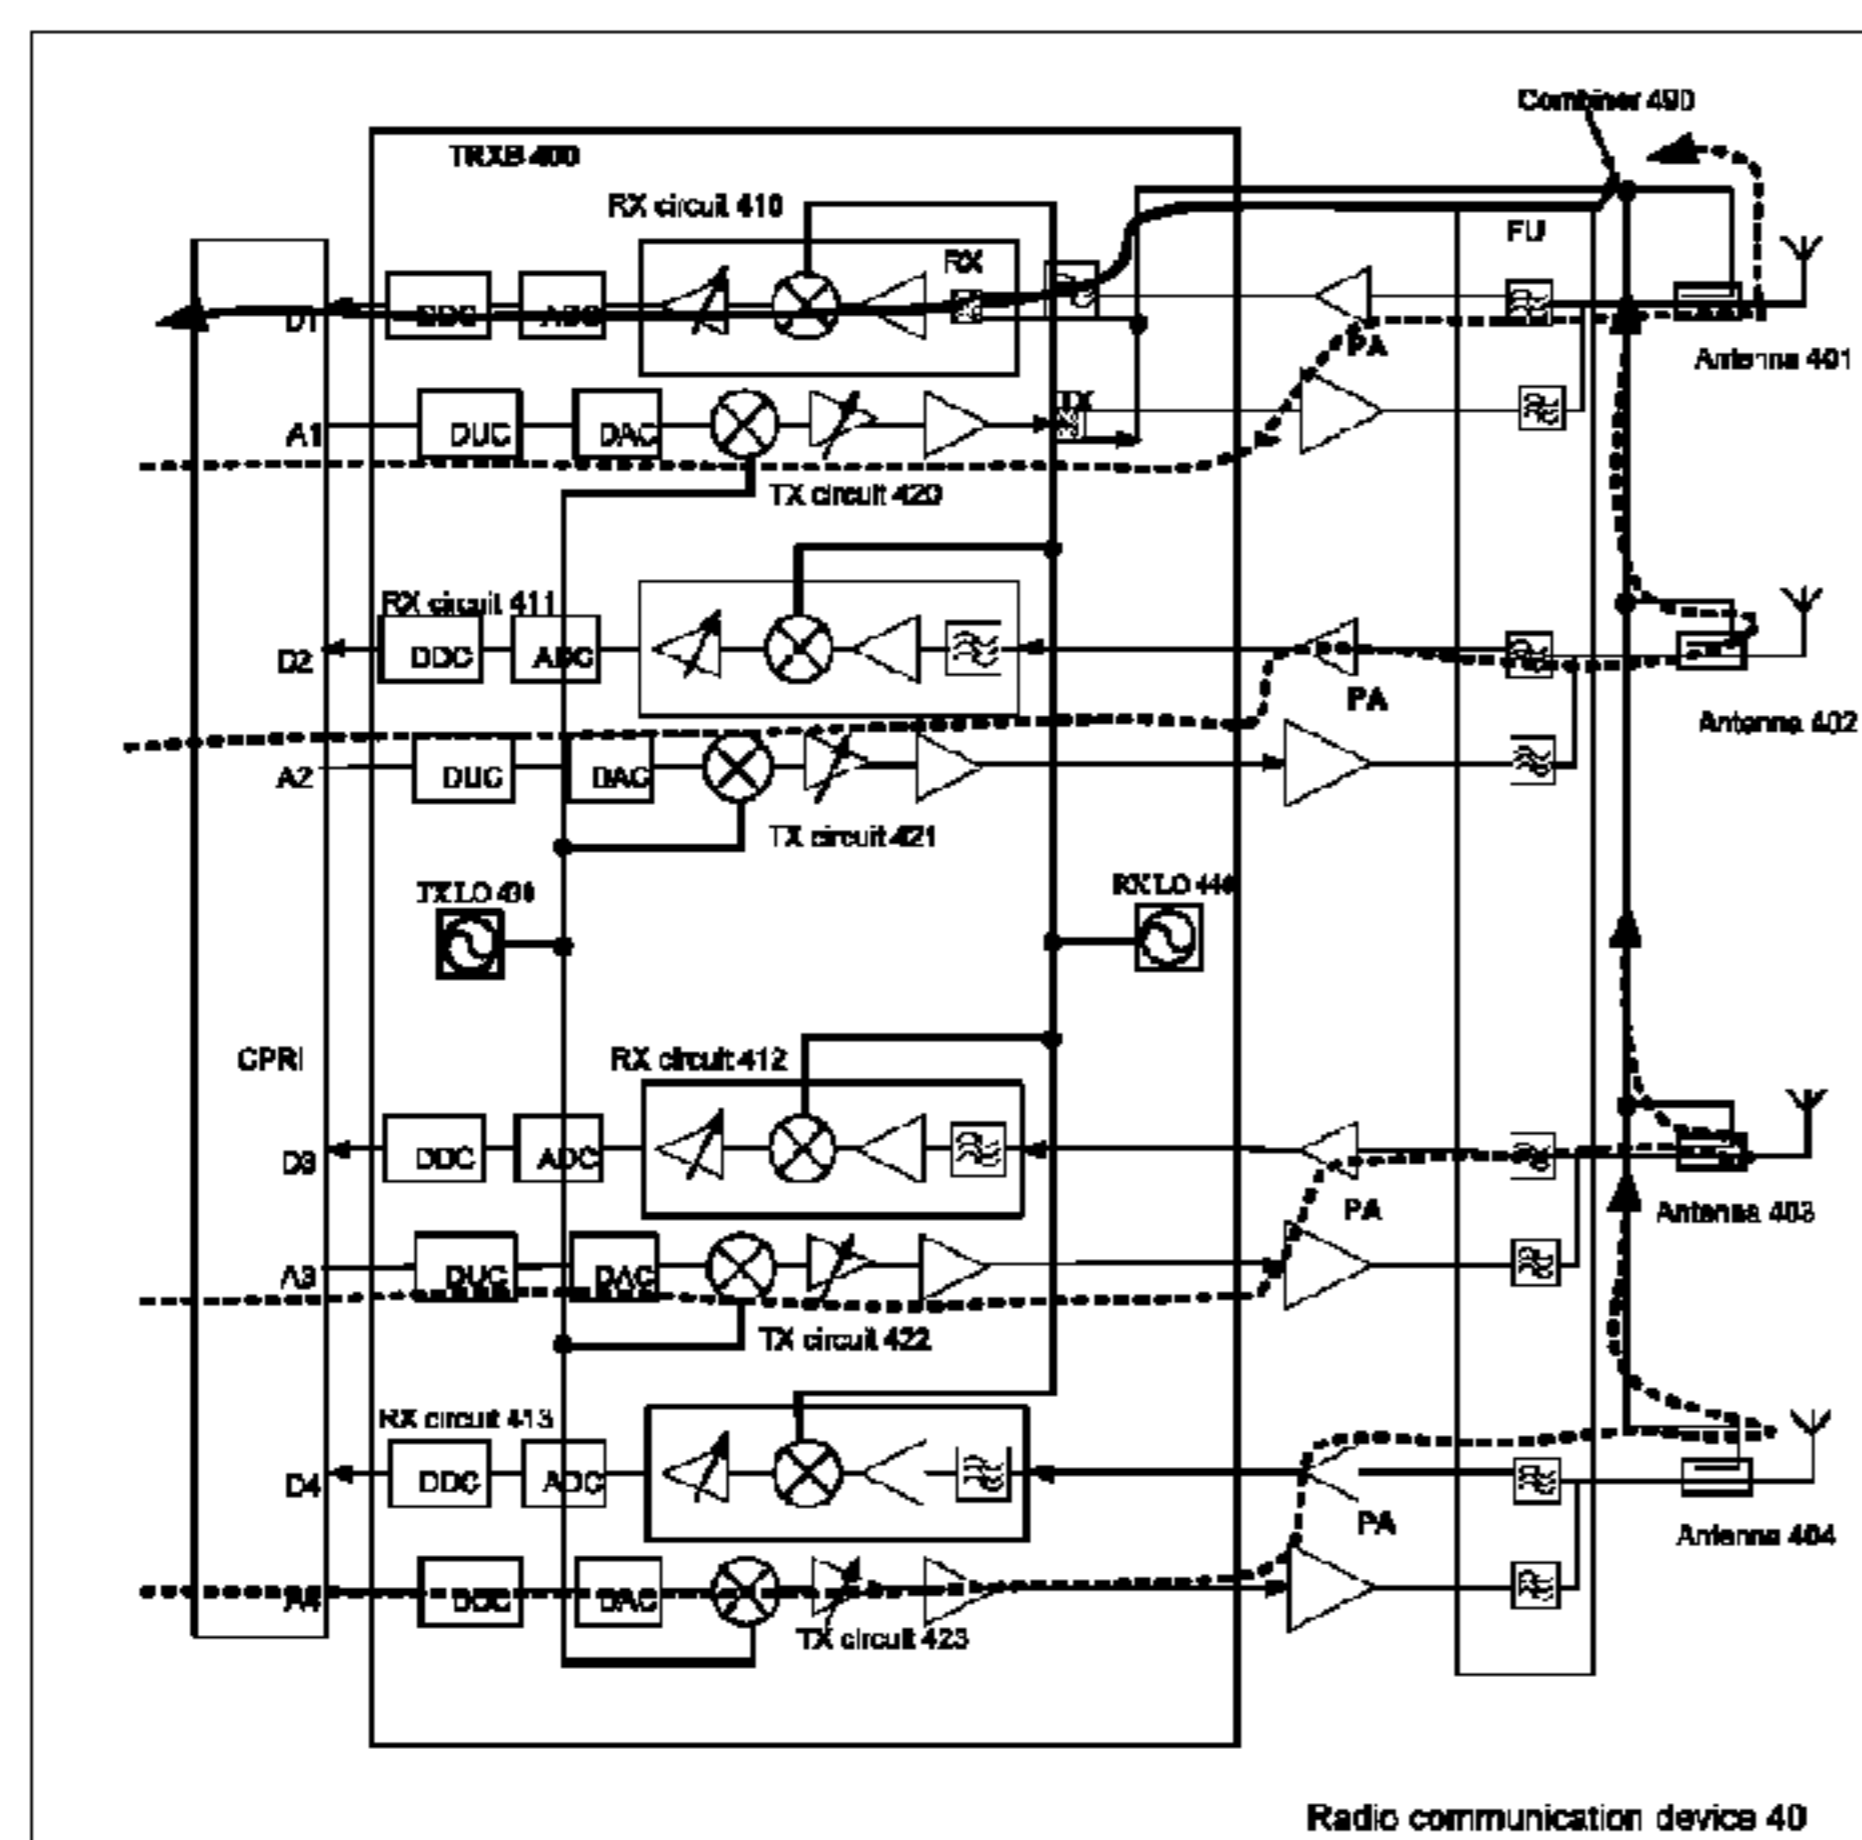 Combiner 490
TRXB 400
RX circuit 410
RX
FU
D1
DDC
ADC
PA
Antenna 401
TX
A1
DUC
DAC
TX circuit 420
RX circuit 411
D2
DDC
ADC
PA
Antenna 402
A2
DUC
DAC
TX circuit 421
TX LO 430
RX LO 440
CPRI
RX circuit 412
D3
DDC
ADC
PA
Antenna 403
A3
DUC
DAC
TX circuit 422
RX circuit 413
D4
DDC
ADC
PA
Antenna 404
A4
DUC
DAC
TX circuit 423
Radio communication device 40